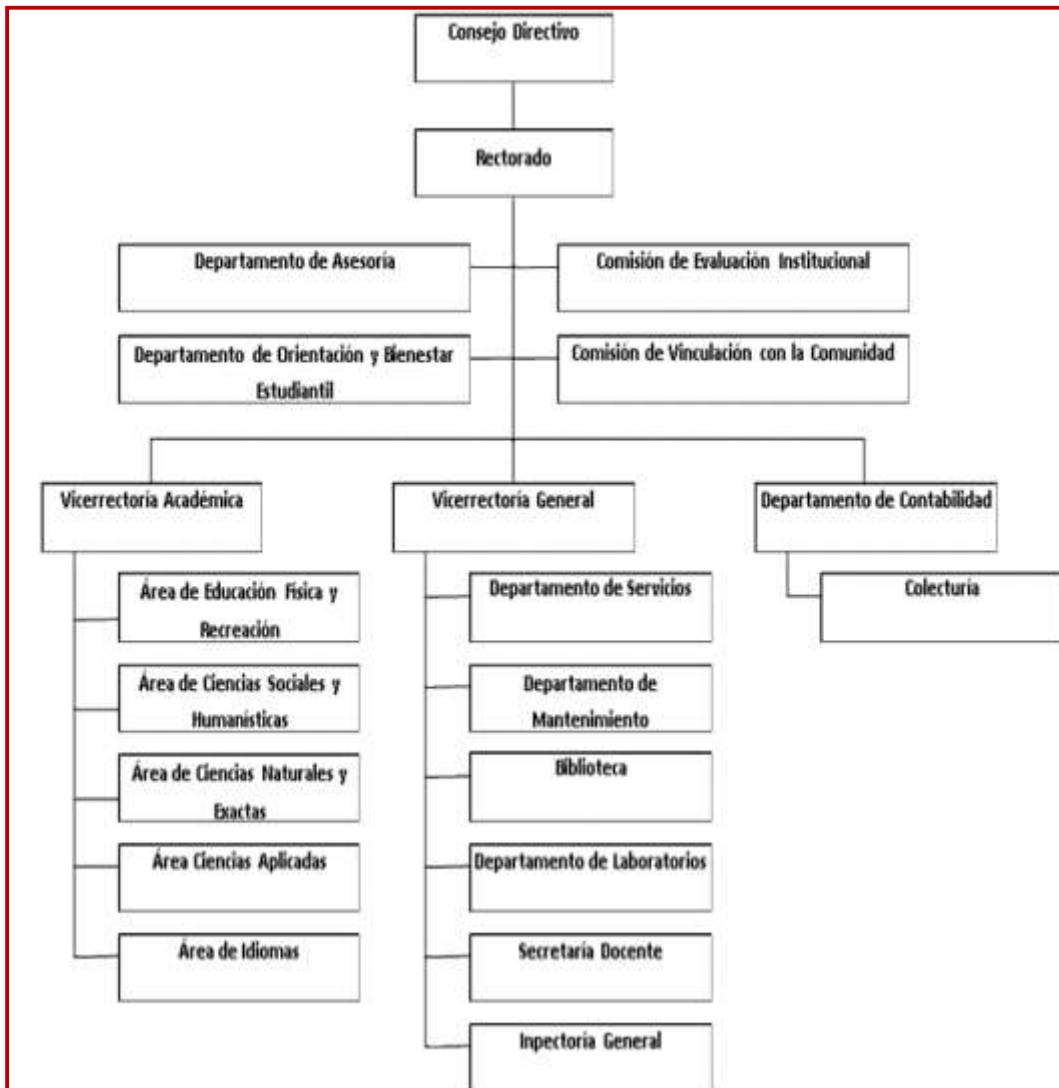 Consejo Directivo
Rectorado
Departamento de Asesoría
Comisión de Evaluación Institucional
Departamento de Orientación y Bienestar
Estudiantil
Comisión de Vinculación con la Comunidad
Vicerrectoría Académica
Vicerrectoría General
Departamento de Contabilidad
Área de Educación Física y
Recreación
Área de Ciencias Sociales y
Humanísticas
Área de Ciencias Naturales y
Exactas
Área Ciencias Aplicadas
Área de Idiomas
Departamento de Servicios
Departamento de
Mantenimiento
Biblioteca
Departamento de Laboratorios
Secretaría Docente
Inpectoría General
Colecturía